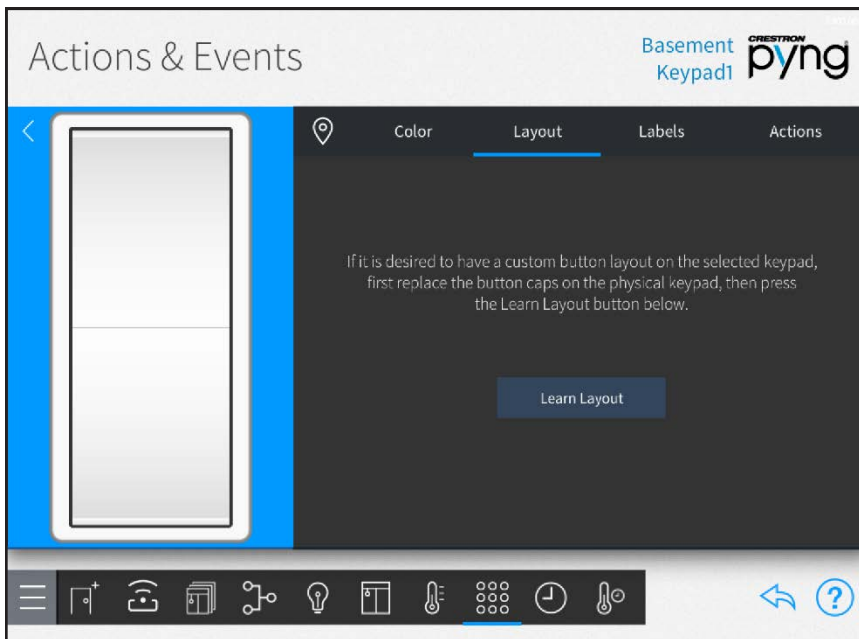 Actions & Events
Basement
Keypad1
CRESTRON
pyng
Color
Layout
Labels
Actions
If it is desired to have a custom button layout on the selected keypad,
first replace the button caps on the physical keypad, then press
the Learn Layout button below.
Learn Layout
?